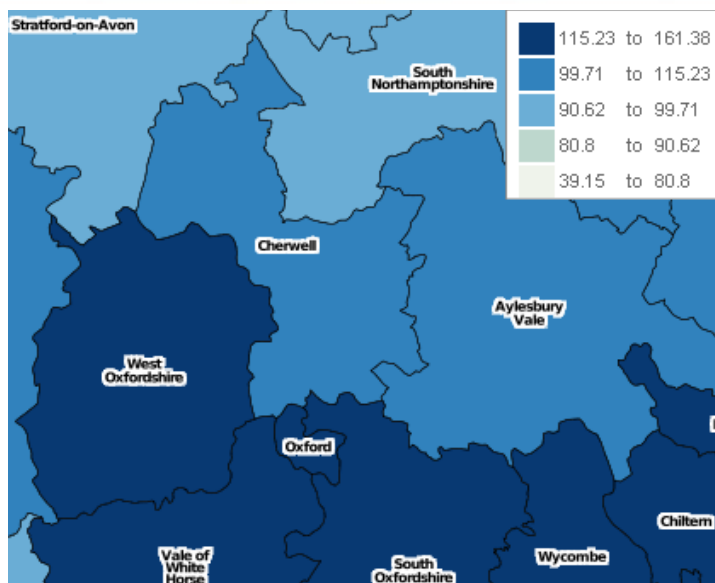 Stratford-on-Avon
South
Northamptonshire
115.23 to 161.38
99.71 to 115.23
90.62 to 99.71
80.8 to 90.62
39.15 to 80.8
Cherwell
Aylesbury
Vale
West
Oxfordshire
Oxford
Chiltern
Vale of
White
Horse
South
Oxfordshire
Wycombe